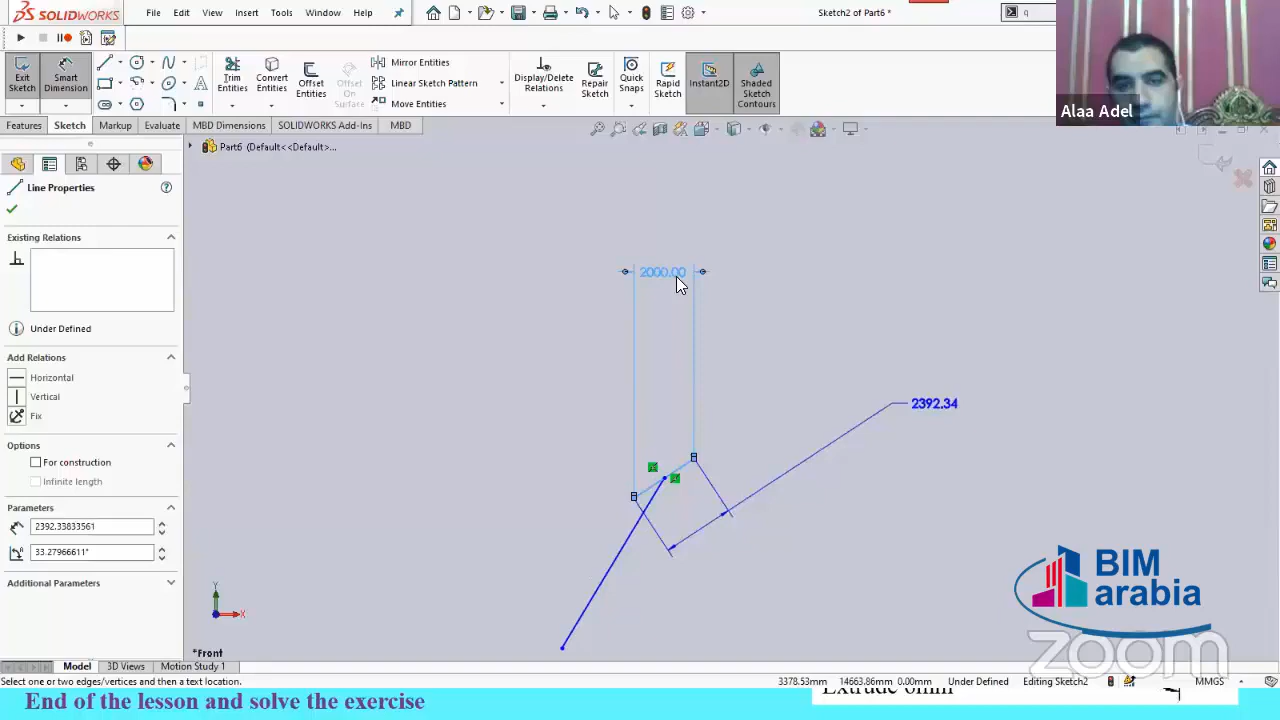 SOLIDWORKS
File Edit View Insert Tools Window Help
Sketch2 of Part6 *
q
Exit Sketch
Smart Dimension
Trim Entities
Convert Entities
Offset Entities
Offset On Surface
Mirror Entities
Linear Sketch Pattern
Move Entities
Display/Delete Relations
Repair Sketch
Quick Snaps
Rapid Sketch
Instant2D
Shaded Sketch Contours
Alaa Adel
Features Sketch Markup Evaluate MBD Dimensions SOLIDWORKS Add-Ins MBD
Part6 (Default<<Default>...
Line Properties
Existing Relations
Under Defined
Add Relations
Horizontal
Vertical
Fix
Options
For construction
Infinite length
Parameters
2392.33833561
33.27966611°
Additional Parameters
2000.00
2392.34
Y
X
*Front
BIM
arabia
zoom
Model 3D Views Motion Study 1
Select one or two edges/vertices and then a text location.
3378.53mm 14663.86mm 0.00mm Under Defined Editing Sketch2 MMGS
Extrude 6mm
End of the lesson and solve the exercise